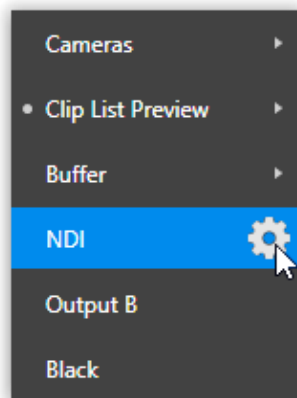 Cameras
Clip List Preview
Buffer
NDI
Output B
Black